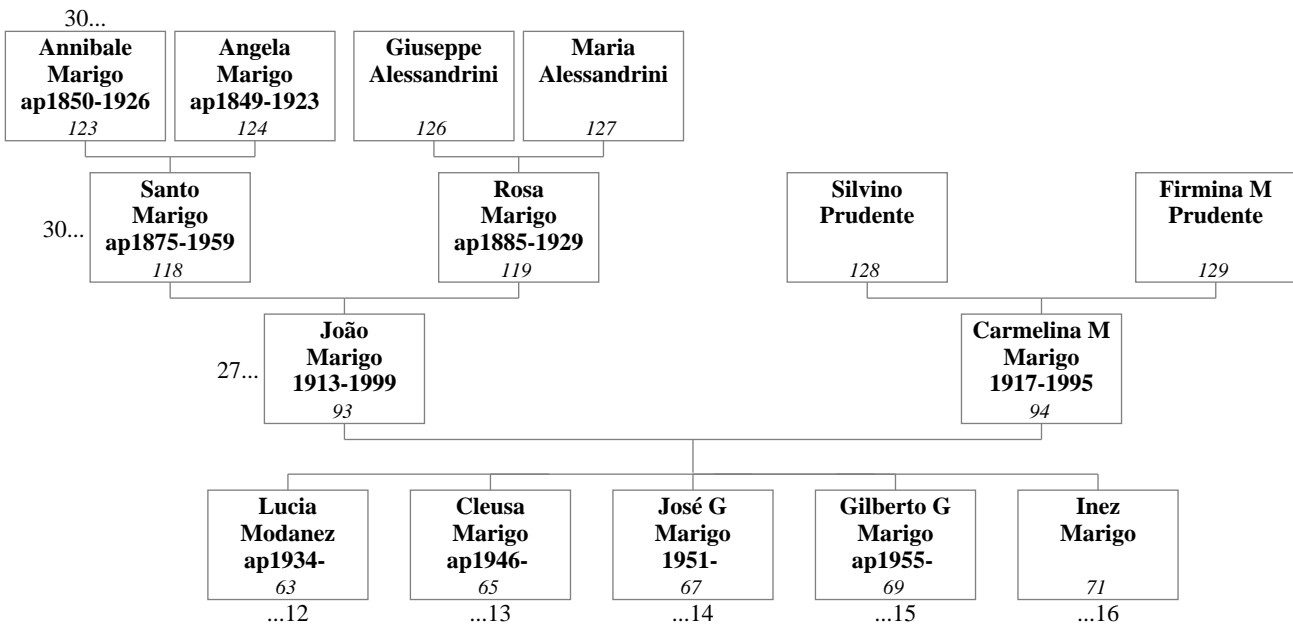 30...
Annibale
Marigo
ap1850-1926
123
Angela
Marigo
ap1849-1923
124
Giuseppe
Alessandrini
126
Maria
Alessandrini
127
30...
Santo
Marigo
ap1875-1959
118
Rosa
Marigo
ap1885-1929
119
Silvino
Prudente
128
Firmina M
Prudente
129
27...
João
Marigo
1913-1999
93
Carmelina M
Marigo
1917-1995
94
Lucia
Modanez
ap1934-
63
...12
Cleusa
Marigo
ap1946-
65
...13
José G
Marigo
1951-
67
...14
Gilberto G
Marigo
ap1955-
69
...15
Inez
Marigo
71
...16